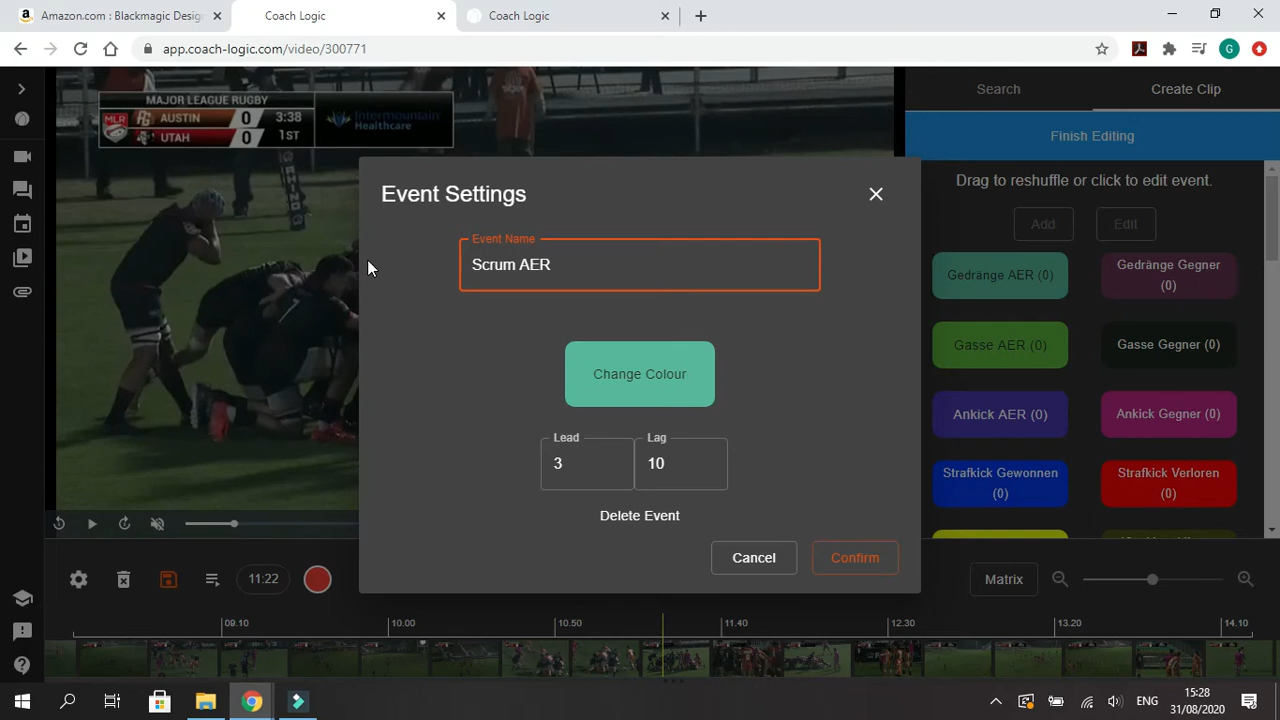 Amazon.com : Blackmagic Desig
Coach Logic
Coach Logic
app.coach-logic.com/video/300771
G
MAJOR LEAGUE RUGBY
MLR
AUSTIN 0 3:38
UTAH 0 1ST
Intermountain
Healthcare
RHINO
Search
Create Clip
Finish Editing
Drag to reshuffle or click to edit event.
Add
Edit
Gedränge AER (0)
Gedränge Gegner
(0)
Gasse AER (0)
Gasse Gegner (0)
Ankick AER (0)
Ankick Gegner (0)
Strafkick Gewonnen
(0)
Strafkick Verloren
(0)
Event Settings
Event Name
Scrum AER
Change Colour
Lead
3
Lag
10
Delete Event
Cancel
Confirm
11:22
Matrix
09.10
10.00
10.50
11.40
12.30
13.20
14.10
ENG
15:28
31/08/2020